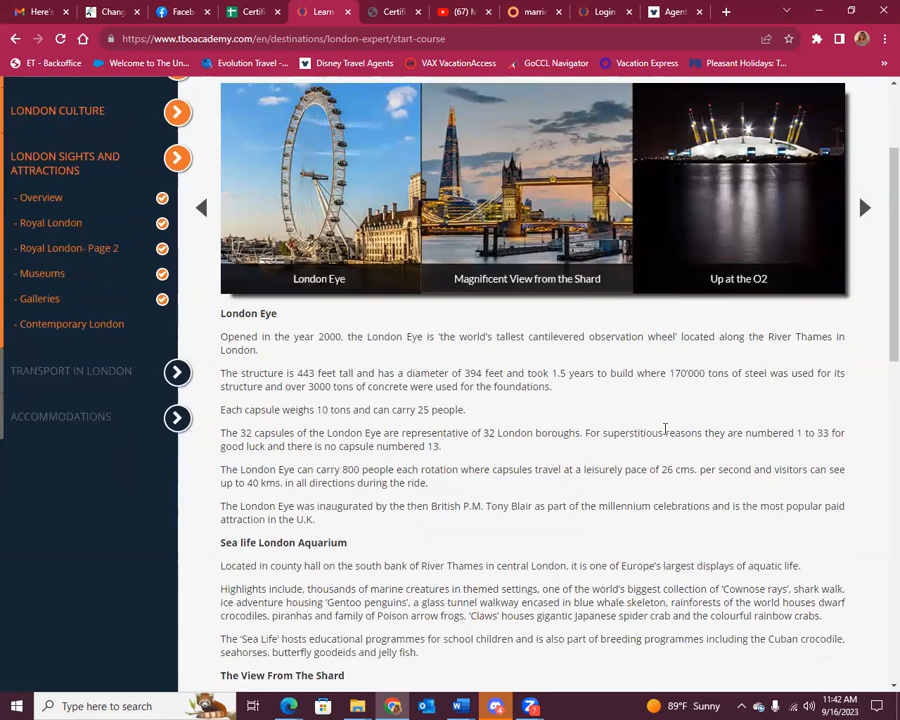 Here's
Chang
Faceb
Certifi
Learn
Certifi
(67) M
marri
Login
Agent
https://www.tboacademy.com/en/destinations/london-expert/start-course
ET - Backoffice
Welcome to The Un...
Evolution Travel -...
Disney Travel Agents
VAX VacationAccess
GoCCL Navigator
Vacation Express
Pleasant Holidays: T...
LONDON CULTURE
LONDON SIGHTS AND
ATTRACTIONS
- Overview
- Royal London
- Royal London- Page 2
- Museums
- Galleries
- Contemporary London
TRANSPORT IN LONDON
ACCOMMODATIONS
London Eye
Magnificent View from the Shard
Up at the O2
London Eye
Opened in the year 2000, the London Eye is 'the world's tallest cantilevered observation wheel' located along the River Thames in
London.
The structure is 443 feet tall and has a diameter of 394 feet and took 1.5 years to build where 170'000 tons of steel was used for its
structure and over 3000 tons of concrete were used for the foundations.
Each capsule weighs 10 tons and can carry 25 people.
The 32 capsules of the London Eye are representative of 32 London boroughs. For superstitious reasons they are numbered 1 to 33 for
good luck and there is no capsule numbered 13.
The London Eye can carry 800 people each rotation where capsules travel at a leisurely pace of 26 cms. per second and visitors can see
up to 40 kms. in all directions during the ride.
The London Eye was inaugurated by the then British P.M. Tony Blair as part of the millennium celebrations and is the most popular paid
attraction in the U.K.
Sea life London Aquarium
Located in county hall on the south bank of River Thames in central London, it is one of Europe's largest displays of aquatic life.
Highlights include, thousands of marine creatures in themed settings, one of the world's biggest collection of 'Cownose rays', shark walk,
ice adventure housing 'Gentoo penguins', a glass tunnel walkway encased in blue whale skeleton, rainforests of the world houses dwarf
crocodiles, piranhas and family of Poison arrow frogs, 'Claws' houses gigantic Japanese spider crab and the colourful rainbow crabs.
The 'Sea Life' hosts educational programmes for school children and is also part of breeding programmes including the Cuban crocodile,
seahorses, butterfly goodeids and jelly fish.
The View From The Shard
Type here to search
89°F Sunny
11:42 AM
9/16/2023